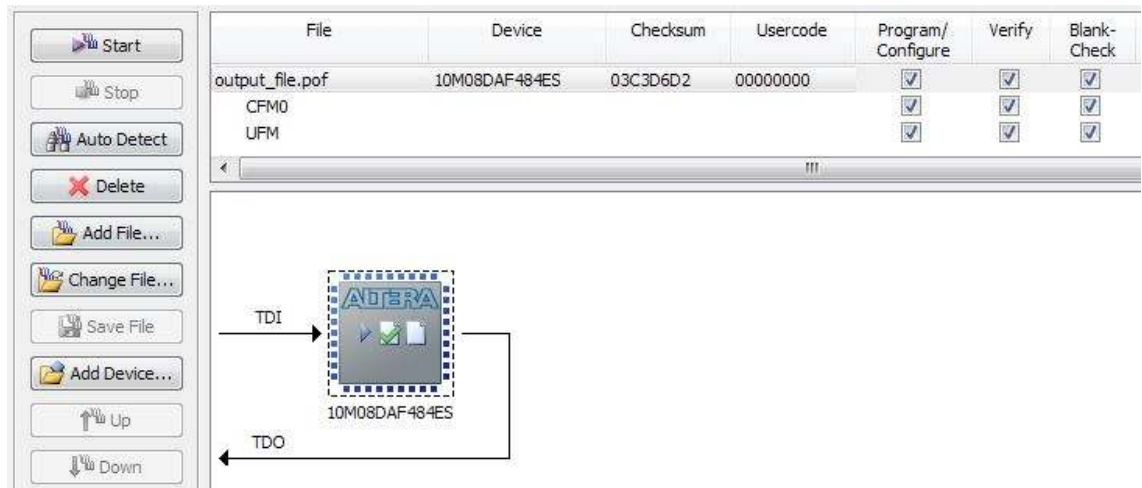 Start
Stop
Auto Detect
Delete
Add File...
Change File...
Save File
Add Device...
Up
Down
File Device Checksum Usercode Program/ Configure Verify Blank- Check
output_file.pof 10M08DAF484ES 03C3D6D2 00000000
CFM0
UFM
TDI
ALTERA
10M08DAF484ES
TDO